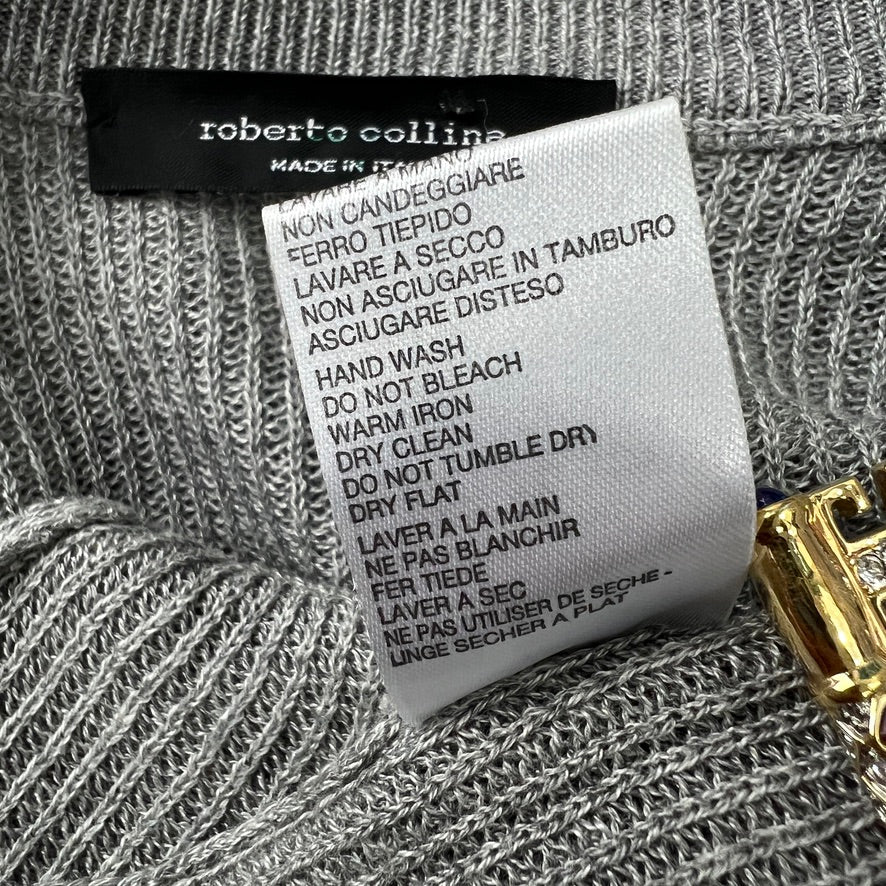 roberto collina
MADE IN ITALY
LAVARE A MANO
NON CANDEGGIARE
FERRO TIEPIDO
LAVARE A SECCO
NON ASCIUGARE IN TAMBURO
ASCIUGARE DISTESO
HAND WASH
DO NOT BLEACH
WARM IRON
DRY CLEAN
DO NOT TUMBLE DRY
DRY FLAT
LAVER A LA MAIN
NE PAS BLANCHIR
FER TIEDE
LAVER A SEC
NE PAS UTILISER DE SECHE -
LINGE SECHER A PLAT